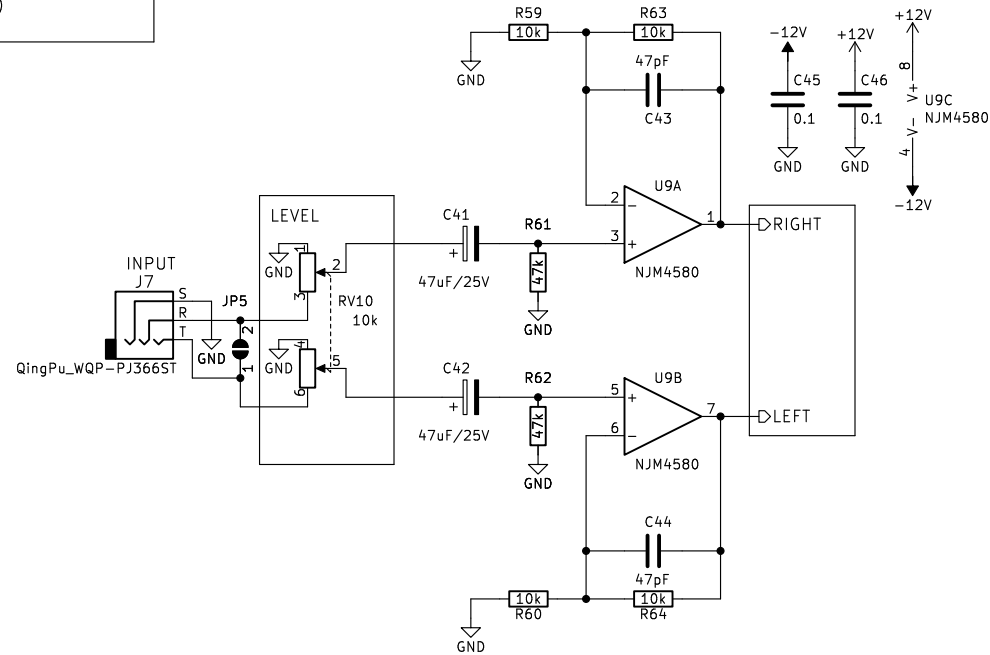 )
R59
10k
GND
R63
10k
47pF
C43
-12V
C45
0.1
GND
+12V
C46
0.1
GND
+12V
8
V+
V-
4
U9C
NJM4580
-12V
U9A
2
-
3
+
1
NJM4580
RIGHT
LEVEL
1
GND
2
3
RV10
10k
4
GND
5
6
C41
+
47uF/25V
R61
47k
GND
INPUT
J7
S
R
T
GND
QingPu_WQP-PJ366ST
JP5
2
1
C42
+
47uF/25V
R62
47k
GND
U9B
5
+
6
-
7
NJM4580
LEFT
C44
47pF
10k
R60
10k
R64
GND